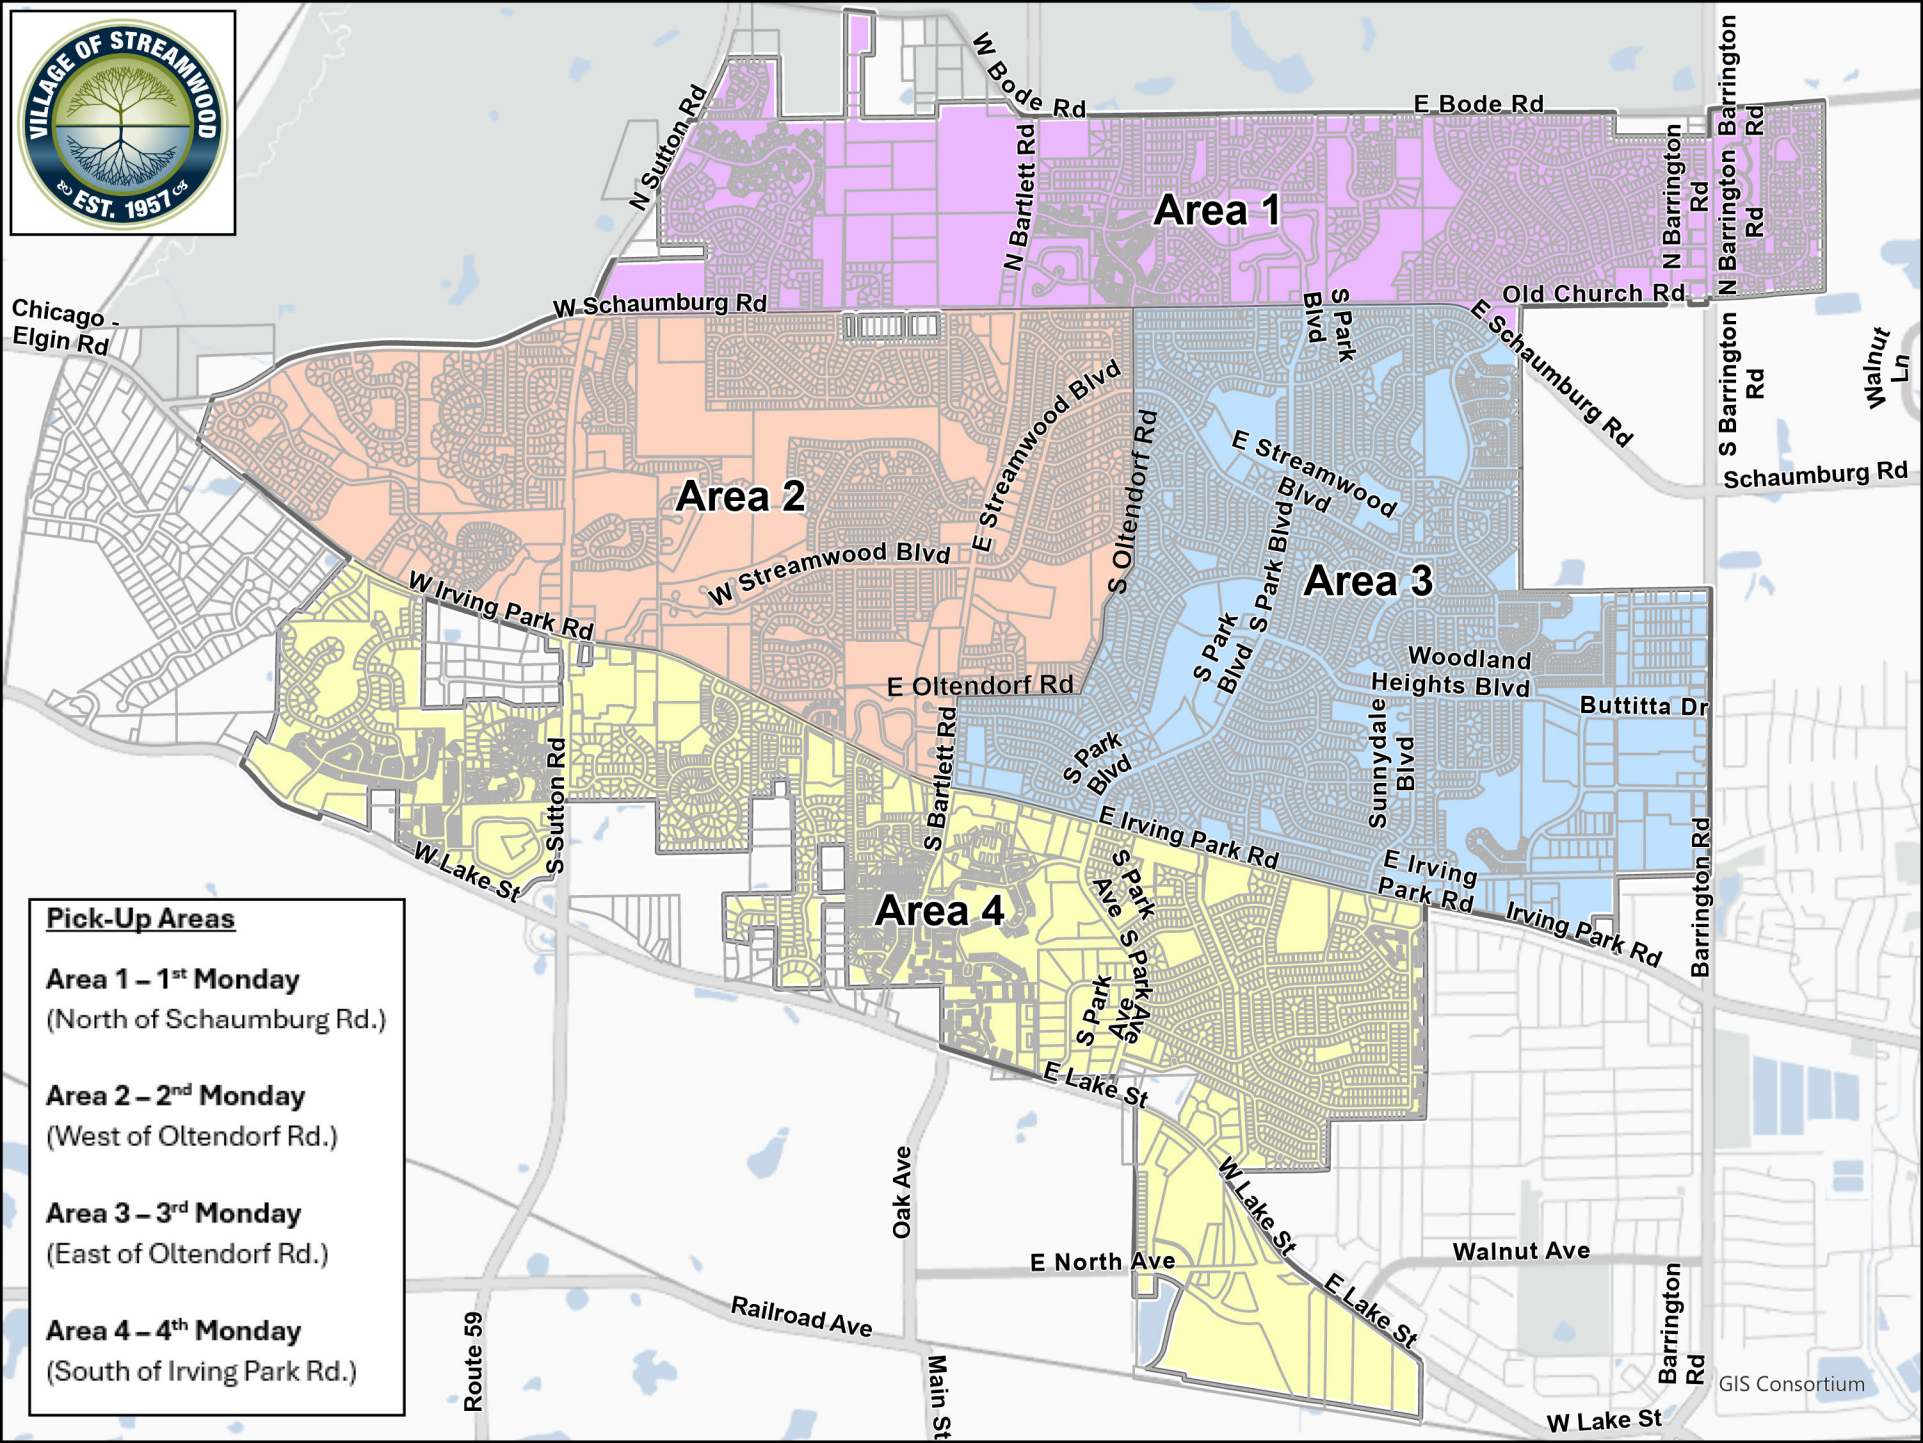 VILLAGE OF STREAMWOOD
EST. 1957
W Bode Rd
E Bode Rd
N Barrington
Rd
N Sutton Rd
N Bartlett Rd
Area 1
N Barrington
Rd
N Barrington
Rd
W Schaumburg Rd
Old Church Rd
Chicago -
Elgin Rd
S Park
Blvd
E Schaumburg Rd
S Barrington
Rd
Walnut
Ln
E Streamwood Blvd
S Oltendorf Rd
E Streamwood
Blvd
Schaumburg Rd
Area 2
W Streamwood Blvd
S Park Blvd
Area 3
W Irving Park Rd
S Park
Blvd
Woodland
Heights Blvd
E Oltendorf Rd
Buttitta Dr
S Bartlett Rd
S Park
Blvd
Sunnydale
Blvd
S Sutton Rd
E Irving Park Rd
E Irving
Park Rd
Irving Park Rd
Barrington Rd
W Lake St
Area 4
S Park
Ave
S Park Ave
S Park
Ave
E Lake St
Pick-Up Areas
Area 1 – 1st Monday
(North of Schaumburg Rd.)
Area 2 – 2nd Monday
(West of Oltendorf Rd.)
Area 3 – 3rd Monday
(East of Oltendorf Rd.)
Area 4 – 4th Monday
(South of Irving Park Rd.)
Oak Ave
W Lake St
E North Ave
Walnut Ave
E Lake St
Railroad Ave
Route 59
Main St
Barrington
Rd
GIS Consortium
W Lake St